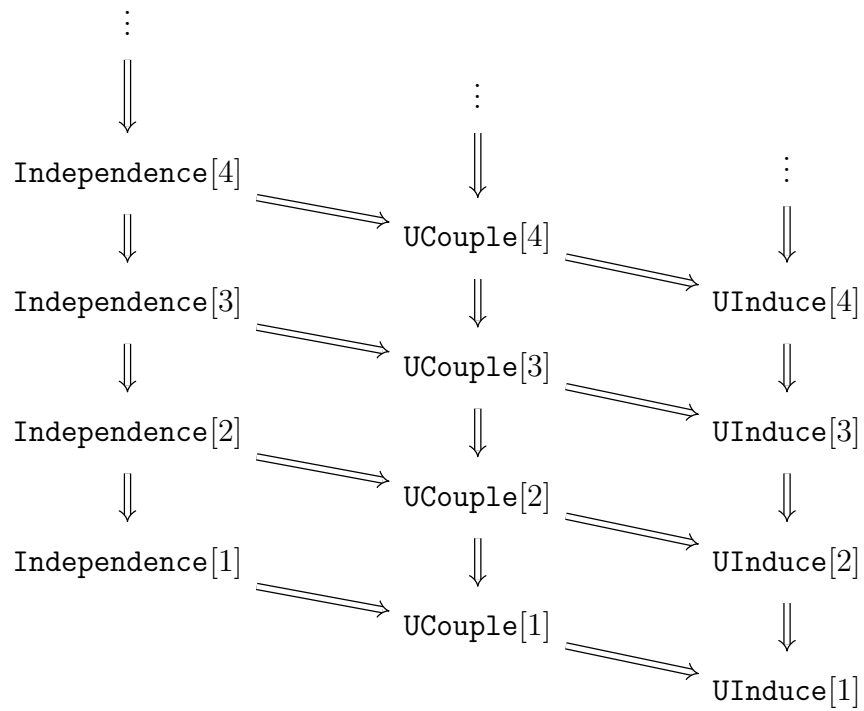 ⋮
⋮
Independence[4]
⋮
UCouple[4]
Independence[3]
UInduce[4]
UCouple[3]
Independence[2]
UInduce[3]
UCouple[2]
Independence[1]
UInduce[2]
UCouple[1]
UInduce[1]